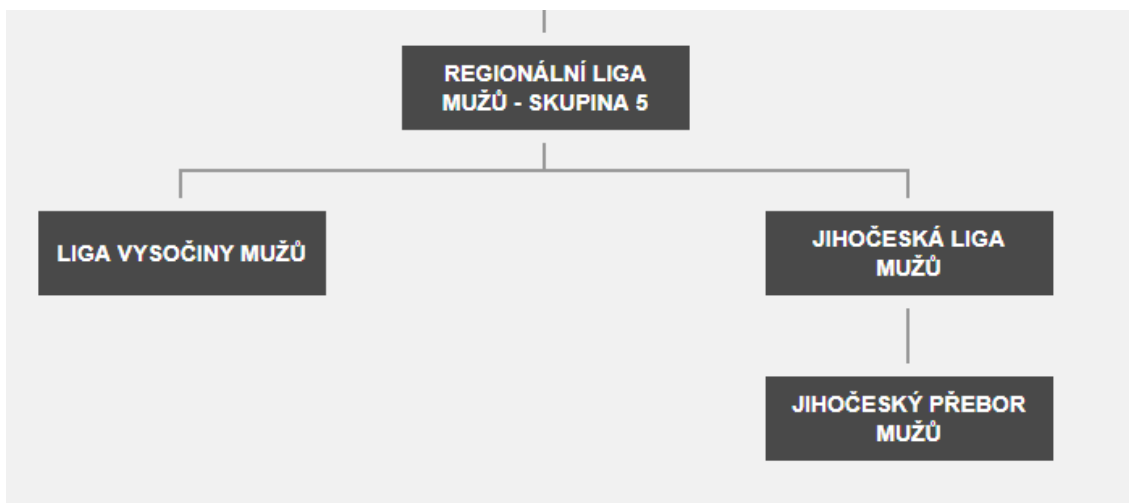 REGIONÁLNÍ LIGA
MUŽŮ - SKUPINA 5
LIGA VYSOČINY MUŽŮ
JIHOČESKÁ LIGA
MUŽŮ
JIHOČESKÝ PŘEBOR
MUŽŮ